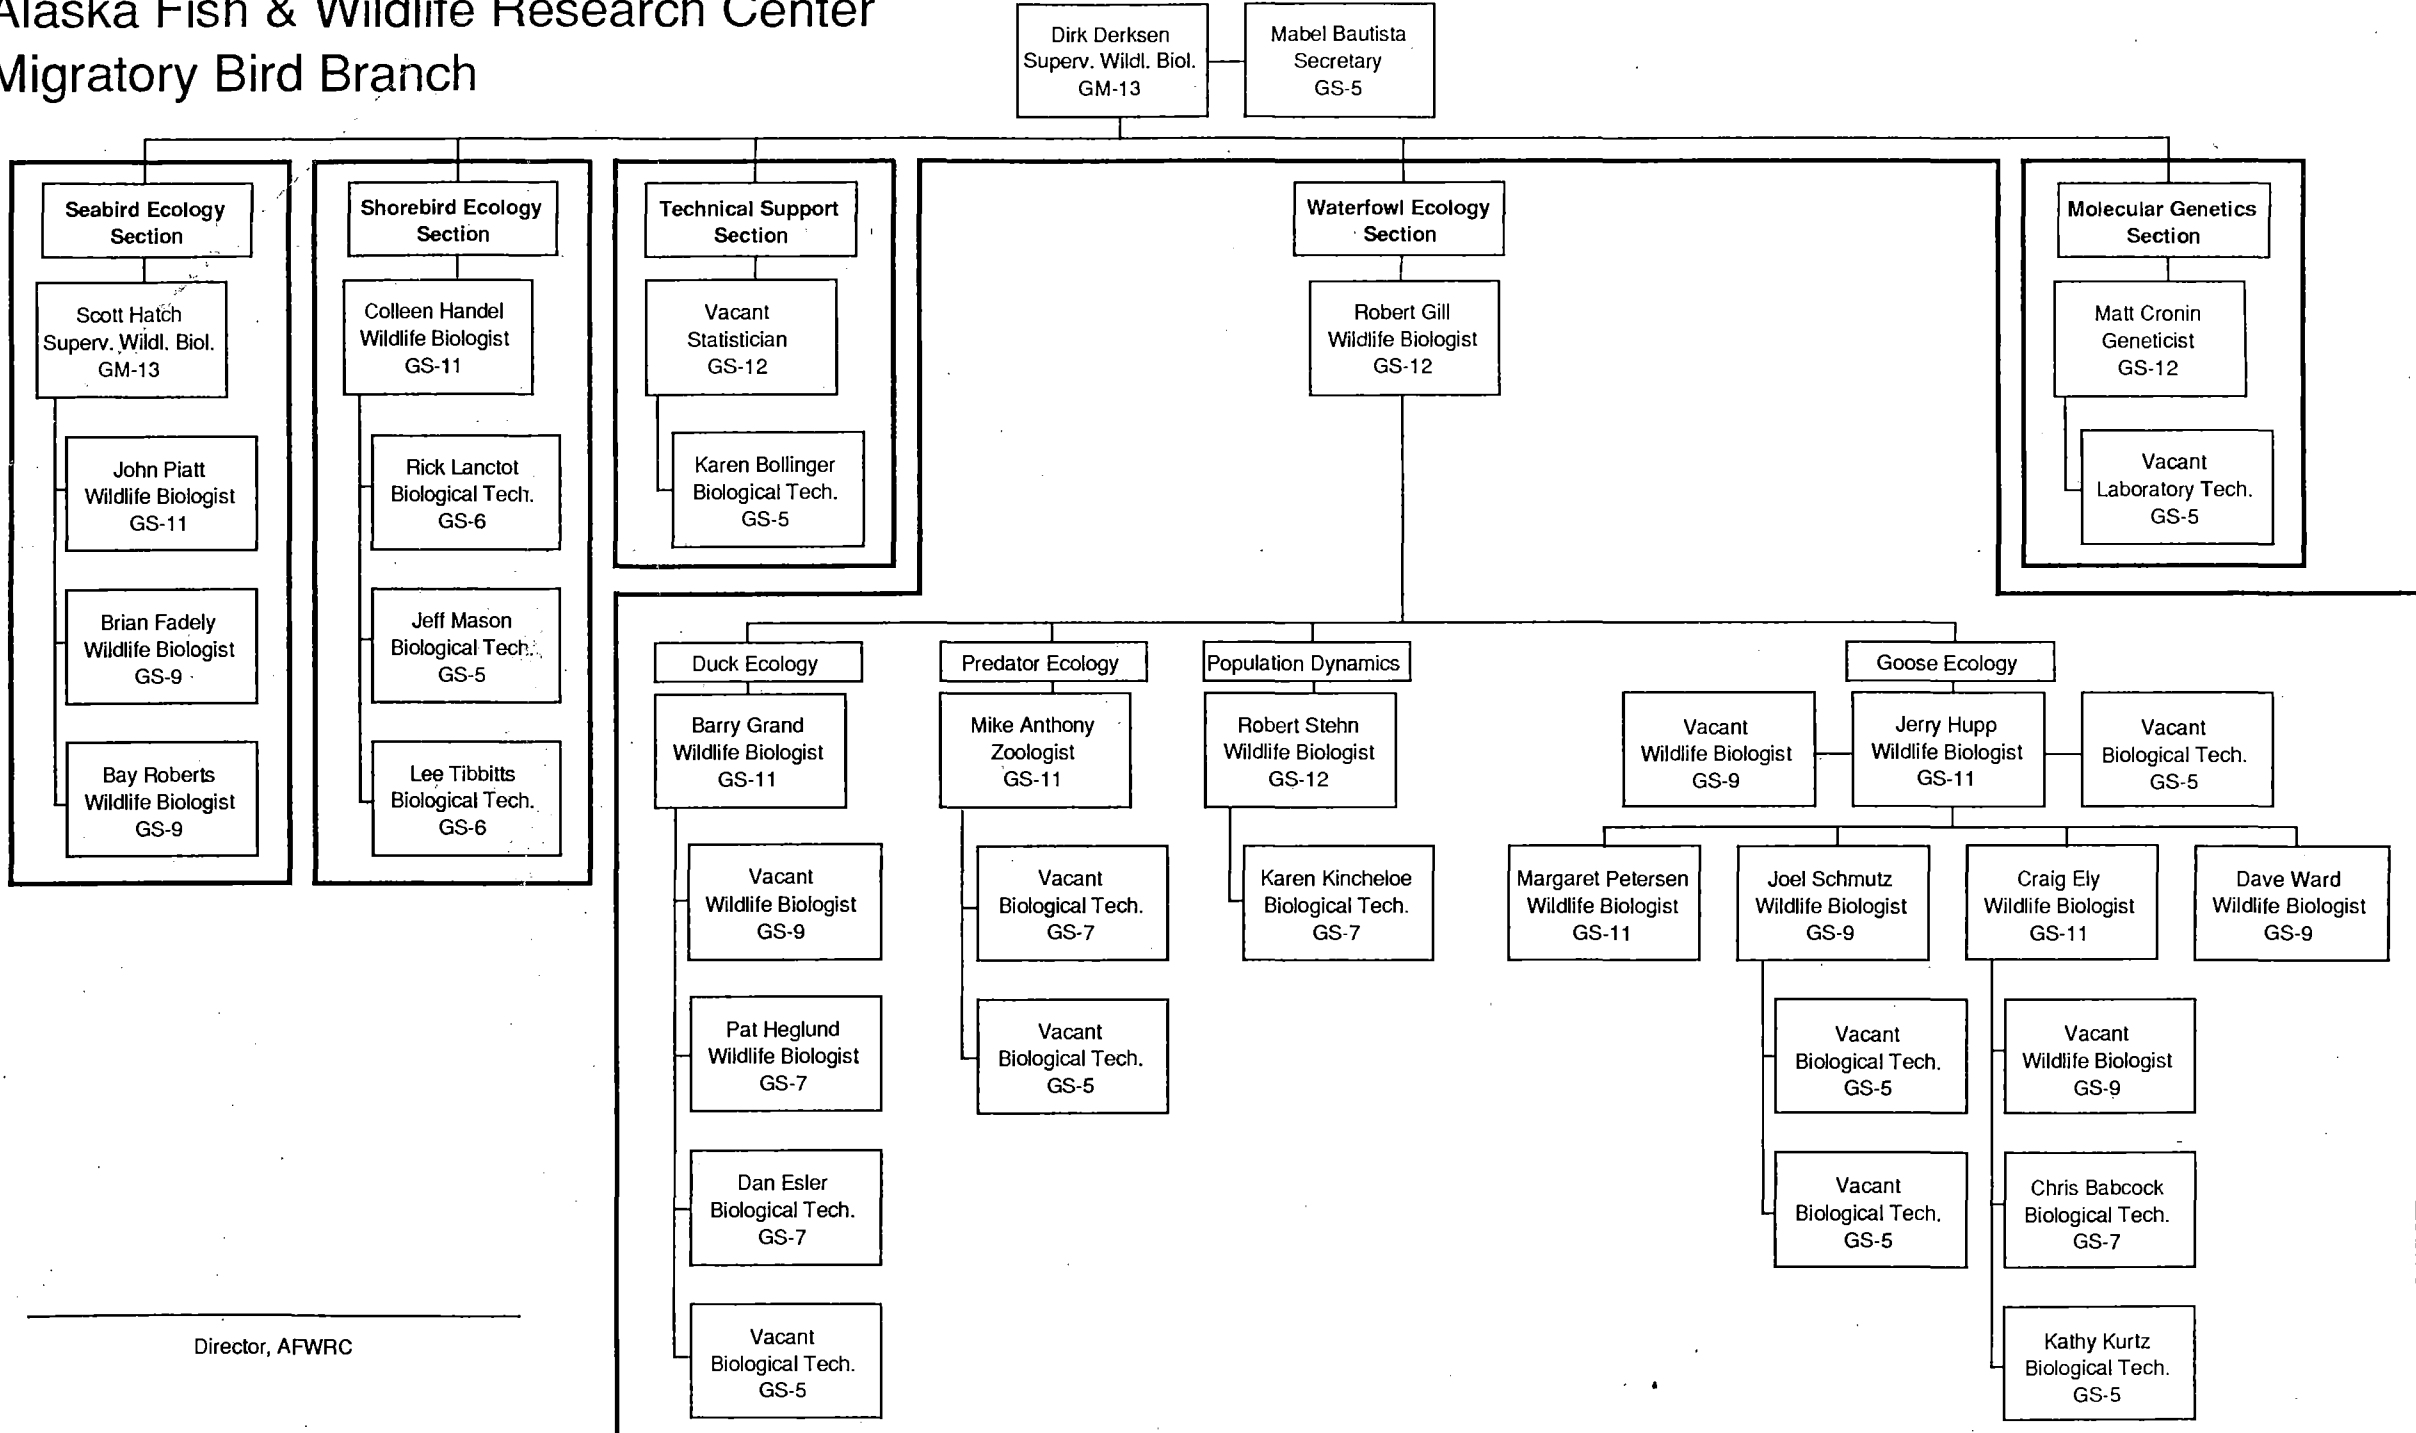 Alaska Fish & Wildlife Research Center
Migratory Bird Branch
Dirk Derksen
Superv. Wildl. Biol.
GM-13
Mabel Bautista
Secretary
GS-5
Seabird Ecology
Section
Scott Hatch
Superv. Wildl. Biol.
GM-13
John Piatt
Wildlife Biologist
GS-11
Brian Fadely
Wildlife Biologist
GS-9
Bay Roberts
Wildlife Biologist
GS-9
Shorebird Ecology
Section
Colleen Handel
Wildlife Biologist
GS-11
Rick Lanctot
Biological Tech.
GS-6
Jeff Mason
Biological Tech.
GS-5
Lee Tibbitts
Biological Tech.
GS-6
Technical Support
Section
Vacant
Statistician
GS-12
Karen Bollinger
Biological Tech.
GS-5
Waterfowl Ecology
Section
Robert Gill
Wildlife Biologist
GS-12
Duck Ecology
Barry Grand
Wildlife Biologist
GS-11
Vacant
Wildlife Biologist
GS-9
Pat Heglund
Wildlife Biologist
GS-7
Dan Esler
Biological Tech.
GS-7
Vacant
Biological Tech.
GS-5
Predator Ecology
Mike Anthony
Zoologist
GS-11
Vacant
Biological Tech.
GS-7
Vacant
Biological Tech.
GS-5
Population Dynamics
Robert Stehn
Wildlife Biologist
GS-12
Karen Kincheloe
Biological Tech.
GS-7
Goose Ecology
Vacant
Wildlife Biologist
GS-9
Jerry Hupp
Wildlife Biologist
GS-11
Vacant
Biological Tech.
GS-5
Margaret Petersen
Wildlife Biologist
GS-11
Joel Schmutz
Wildlife Biologist
GS-9
Vacant
Biological Tech.
GS-5
Vacant
Biological Tech.
GS-5
Craig Ely
Wildlife Biologist
GS-11
Vacant
Wildlife Biologist
GS-9
Chris Babcock
Biological Tech.
GS-7
Kathy Kurtz
Biological Tech.
GS-5
Dave Ward
Wildlife Biologist
GS-9
Molecular Genetics
Section
Matt Cronin
Geneticist
GS-12
Vacant
Laboratory Tech.
GS-5
Director, AFWRC